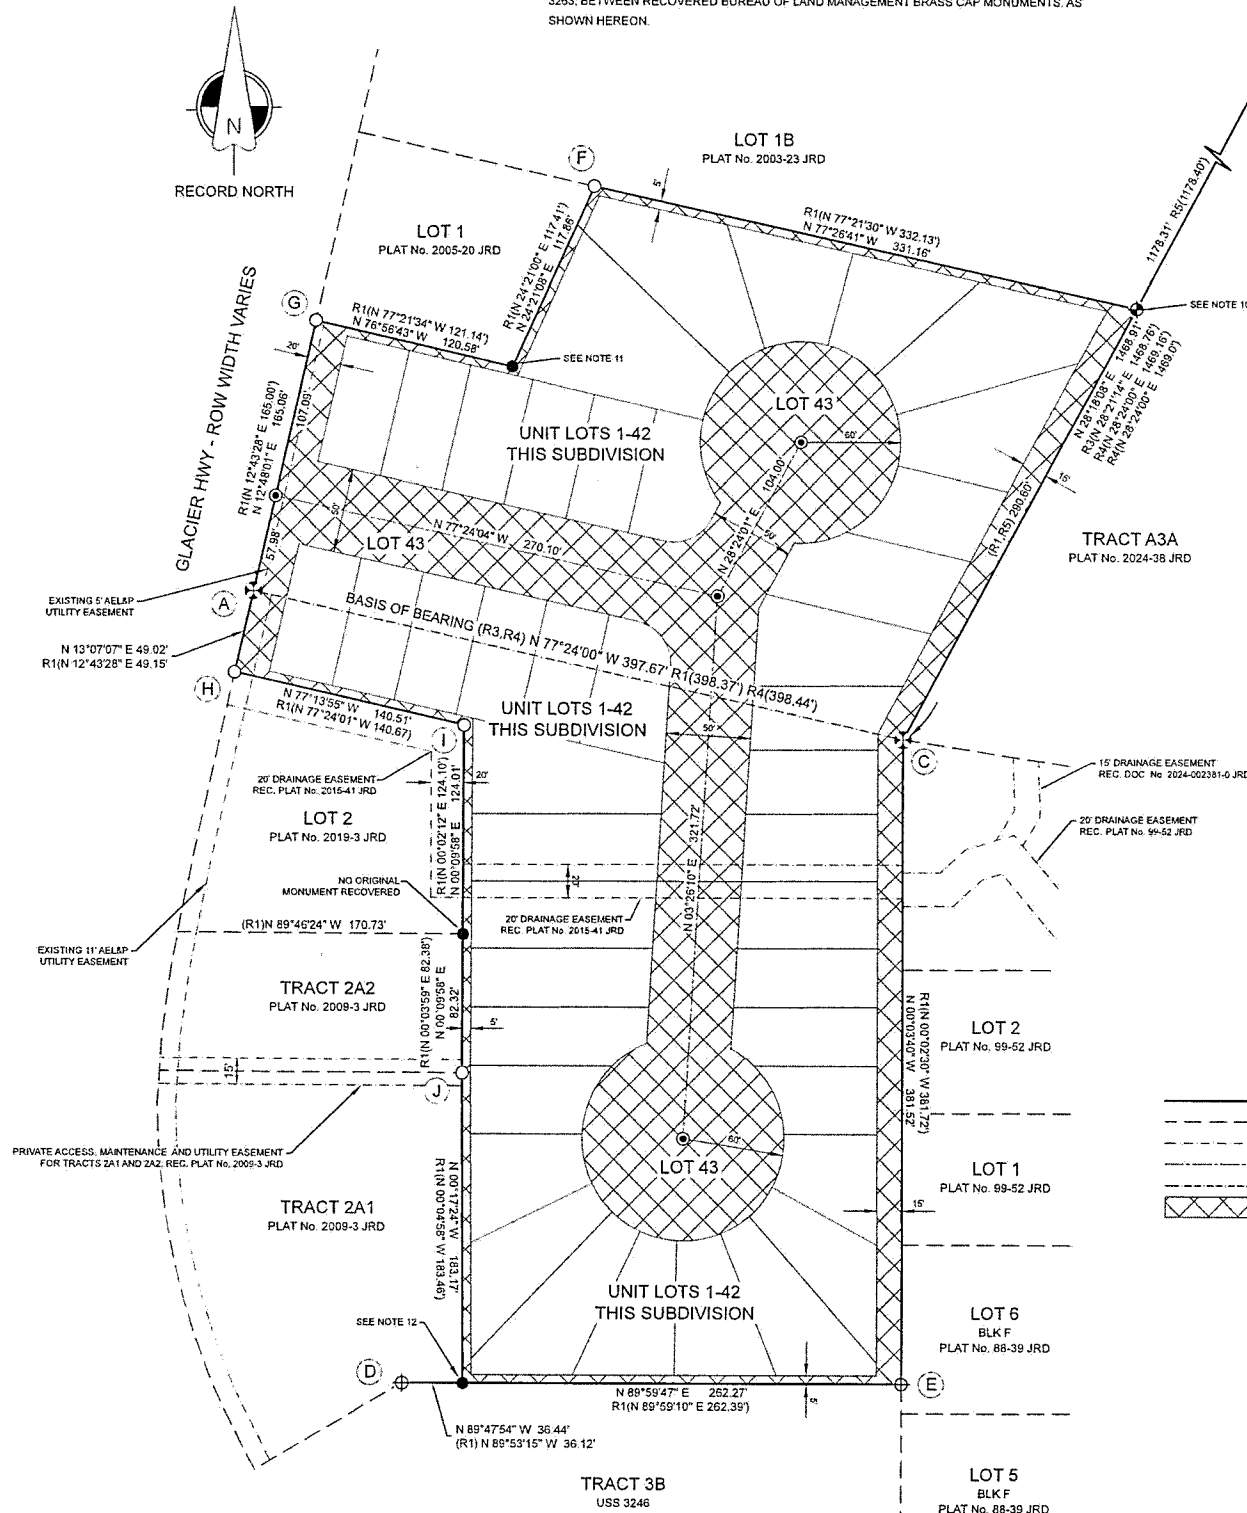 3263, BETWEEN RECOVERED BUREAU OF LAND MANAGEMENT BRASS CAP MONUMENTS, AS
SHOWN HEREON.
N
RECORD NORTH
LOT 1B
PLAT No. 2003-23 JRD
F
5'
R1(N 77°21'30" W 332.13')
N 77°26'41" W 331.16'
1178.31' R5(1178.40')
LOT 1
PLAT No. 2005-20 JRD
R1(N 24°21'00" E 117.41')
N 24°21'08" E 117.86'
G
R1(N 77°21'34" W 121.14')
N 76°56'43" W 120.58'
SEE NOTE 11
SEE NOTE 10
GLACIER HWY - ROW WIDTH VARIES
20'
107.09'
R1(N 12°43'28" E 165.00')
N 12°48'01" E 165.06'
57.98'
UNIT LOTS 1-42
THIS SUBDIVISION
LOT 43
60'
104.00'
N 28°24'01" E
50'
N 28°18'08" E 1468.91'
R3(N 28°21'14" E 1468.76')
R4(N 28°24'00" E 1469.16')
R4(N 28°24'00" E 1469.0')
(R1,R5) 290.60'
15'
TRACT A3A
PLAT No. 2024-38 JRD
50'
LOT 43
N 77°24'04" W 270.10'
EXISTING 5' AEL&P
UTILITY EASEMENT
A
BASIS OF BEARING (R3,R4) N 77°24'00" W 397.67' R1(398.37') R4(398.44')
N 13°07'07" E 49.02'
R1(N 12°43'28" E 49.15'
H
N 77°13'55" W 140.51'
R1(N 77°24'01" W 140.67')
UNIT LOTS 1-42
THIS SUBDIVISION
I
50'
C
20' DRAINAGE EASEMENT
REC. PLAT No. 2015-41 JRD
20'
R1(N 00°02'12" E 124.10')
N 00°09'58" E 124.01'
15' DRAINAGE EASEMENT
REC. DOC No 2024-002381-0 JRD
LOT 2
PLAT No. 2019-3 JRD
20' DRAINAGE EASEMENT
REC. PLAT No. 99-52 JRD
NO ORIGINAL
MONUMENT RECOVERED
N 03°26'10" E 321.72'
20'
20' DRAINAGE EASEMENT
REC. PLAT No. 2015-41 JRD
(R1)N 89°46'24" W 170.73'
EXISTING 11' AEL&P
UTILITY EASEMENT
TRACT 2A2
PLAT No. 2009-3 JRD
R1(N 00°03'59" E 82.38')
N 00°09'58" E
82.32'
5'
R1(N 00°02'30" W 381.72')
N 00°03'40" W 381.52'
LOT 2
PLAT No. 99-52 JRD
15'
J
PRIVATE ACCESS, MAINTENANCE AND UTILITY EASEMENT
FOR TRACTS 2A1 AND 2A2, REC. PLAT No. 2009-3 JRD
60'
LOT 43
LOT 1
PLAT No. 99-52 JRD
15'
TRACT 2A1
PLAT No. 2009-3 JRD
N 00°17'24" W 183.17'
R1(N 00°04'58" W 183.46')
UNIT LOTS 1-42
THIS SUBDIVISION
LOT 6
BLK F
PLAT No. 88-39 JRD
SEE NOTE 12
D
E
N 89°59'47" E 262.27'
R1(N 89°59'10" E 262.39')
5'
N 89°47'54" W 36.44'
(R1) N 89°53'15" W 36.12'
TRACT 3B
USS 3246
LOT 5
BLK F
PLAT No. 88-39 JRD